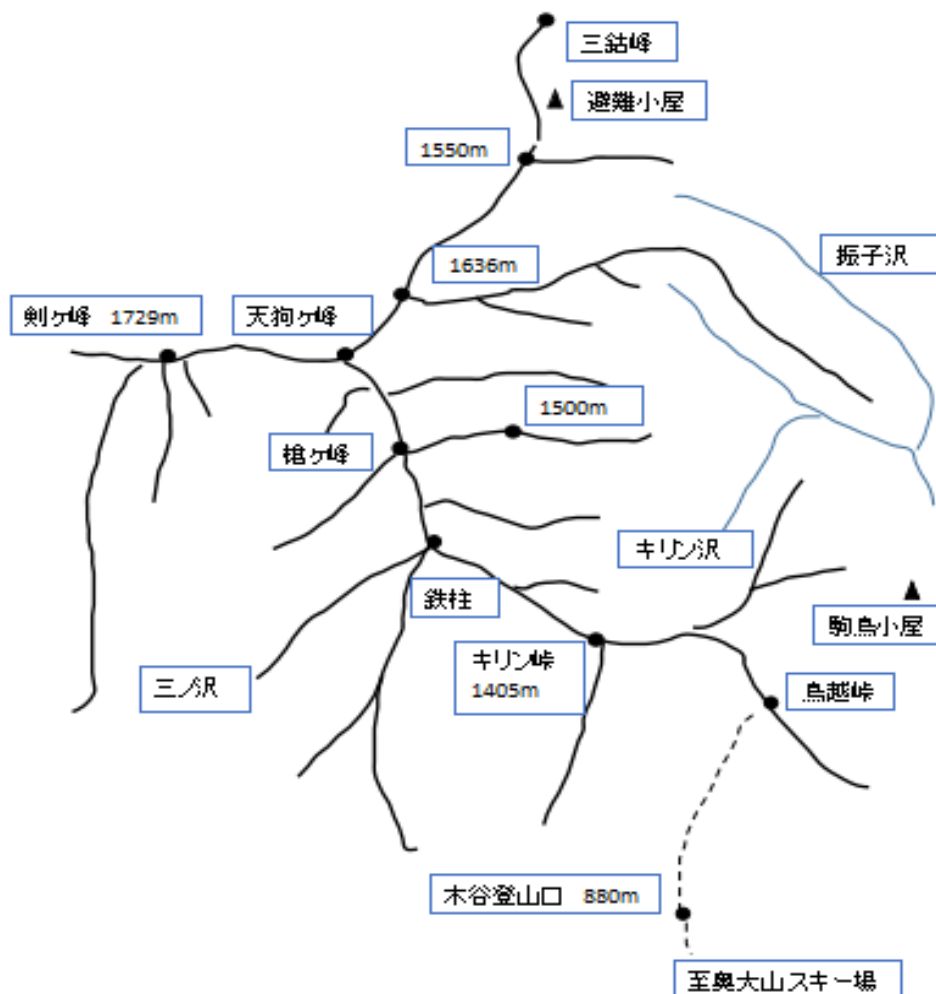 三鈷峰
避難小屋
1550m
振子沢
1636m
剣ヶ峰 1729m
天狗ヶ峰
1500m
槍ヶ峰
キリン沢
鉄柱
駒鳥小屋
キリン峠
1405m
三ノ沢
鳥越峠
木谷登山口 880m
至奥大山スキー場